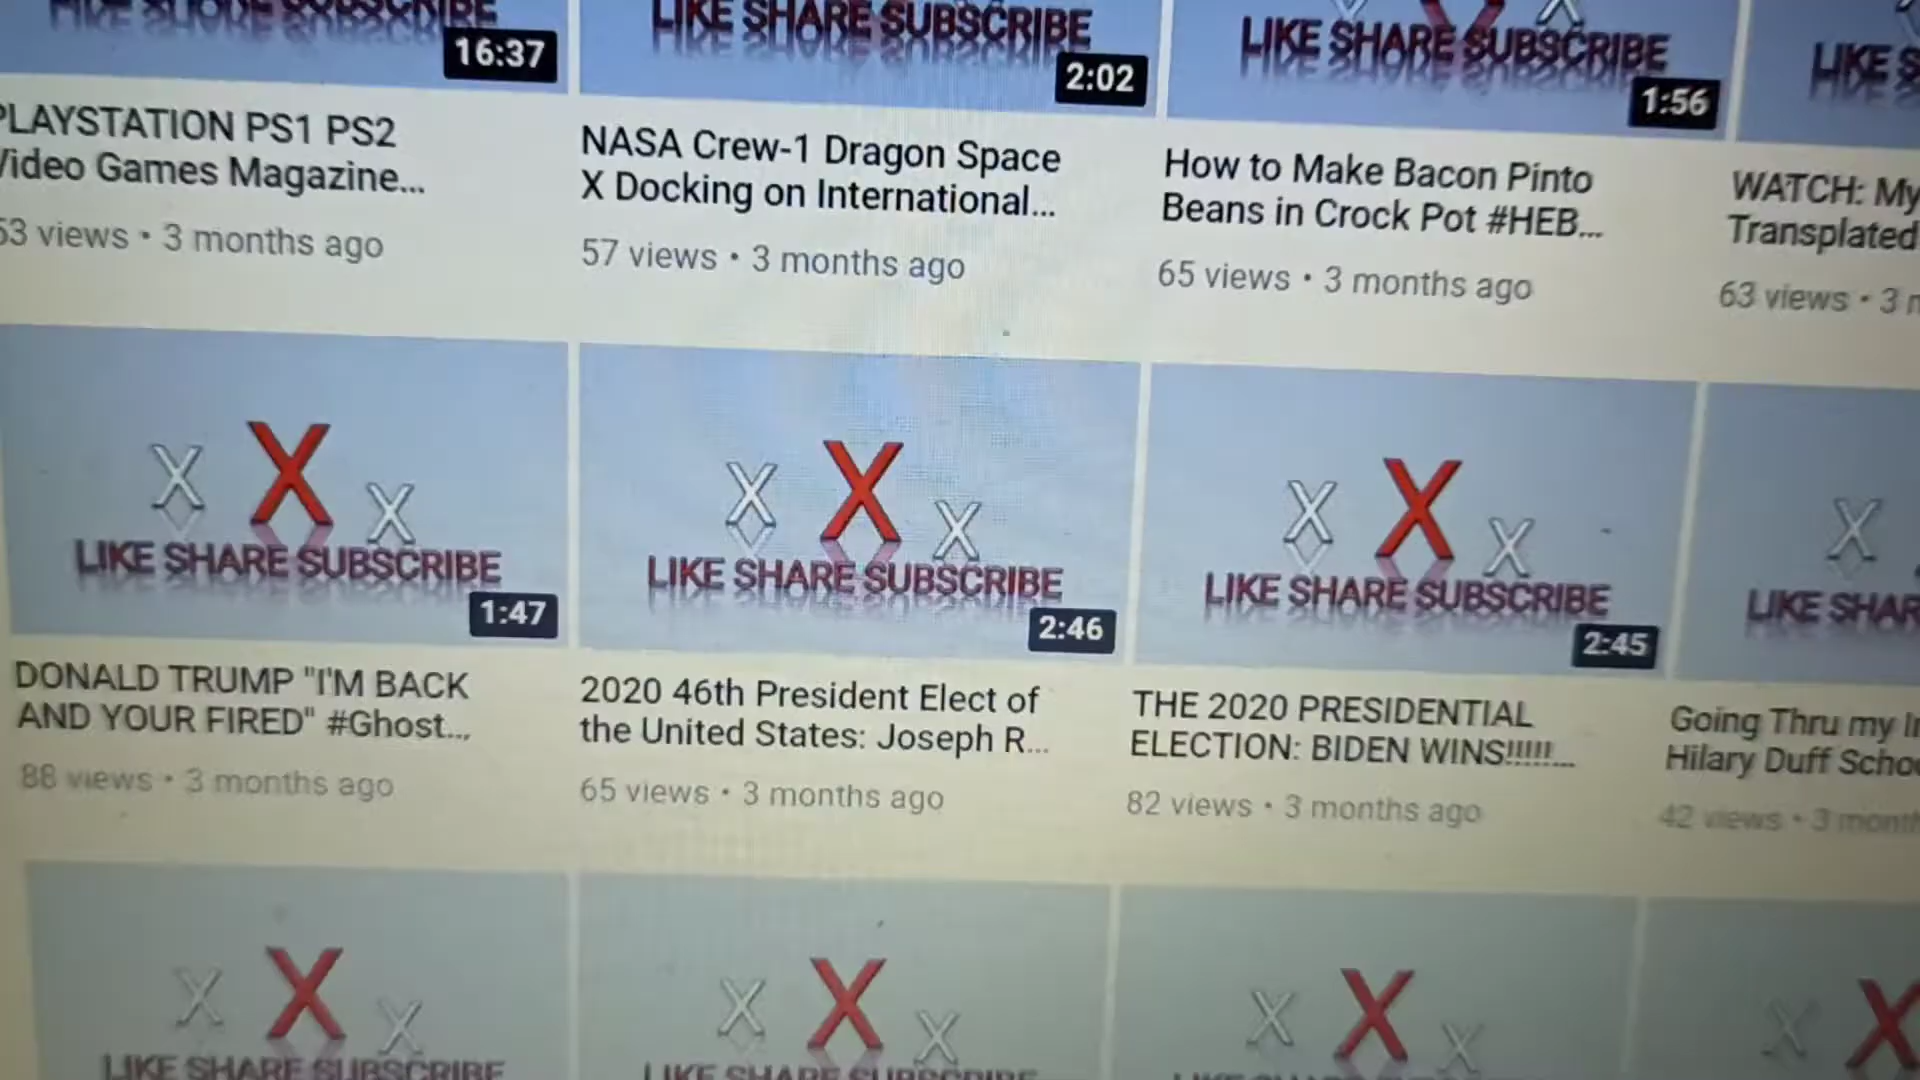 LIKE SHARE SUBSCRIBE
16:37
LIKE SHARE SUBSCRIBE
2:02
LIKE SHARE SUBSCRIBE
1:56
LIKE
PLAYSTATION PS1 PS2
Video Games Magazine...
53 views • 3 months ago
NASA Crew-1 Dragon Space
X Docking on International...
57 views • 3 months ago
How to Make Bacon Pinto
Beans in Crock Pot #HEB...
65 views • 3 months ago
WATCH: My
Transplated
63 views • 3
X X X
LIKE SHARE SUBSCRIBE
1:47
X X X
LIKE SHARE SUBSCRIBE
2:46
X X X
LIKE SHARE SUBSCRIBE
2:45
X
LIKE SHAR
DONALD TRUMP "I'M BACK
AND YOUR FIRED" #Ghost...
88 views • 3 months ago
2020 46th President Elect of
the United States: Joseph R...
65 views • 3 months ago
THE 2020 PRESIDENTIAL
ELECTION: BIDEN WINS!!!!!...
82 views • 3 months ago
Going Thru my
Hilary Duff
42 views • 3 month
X X X
LIKE SHARE SUBSCRIBE
X X X
LIKE SHARE SUBSCRIBE
X X X
LIKE SHARE SUBSCRIBE
X X